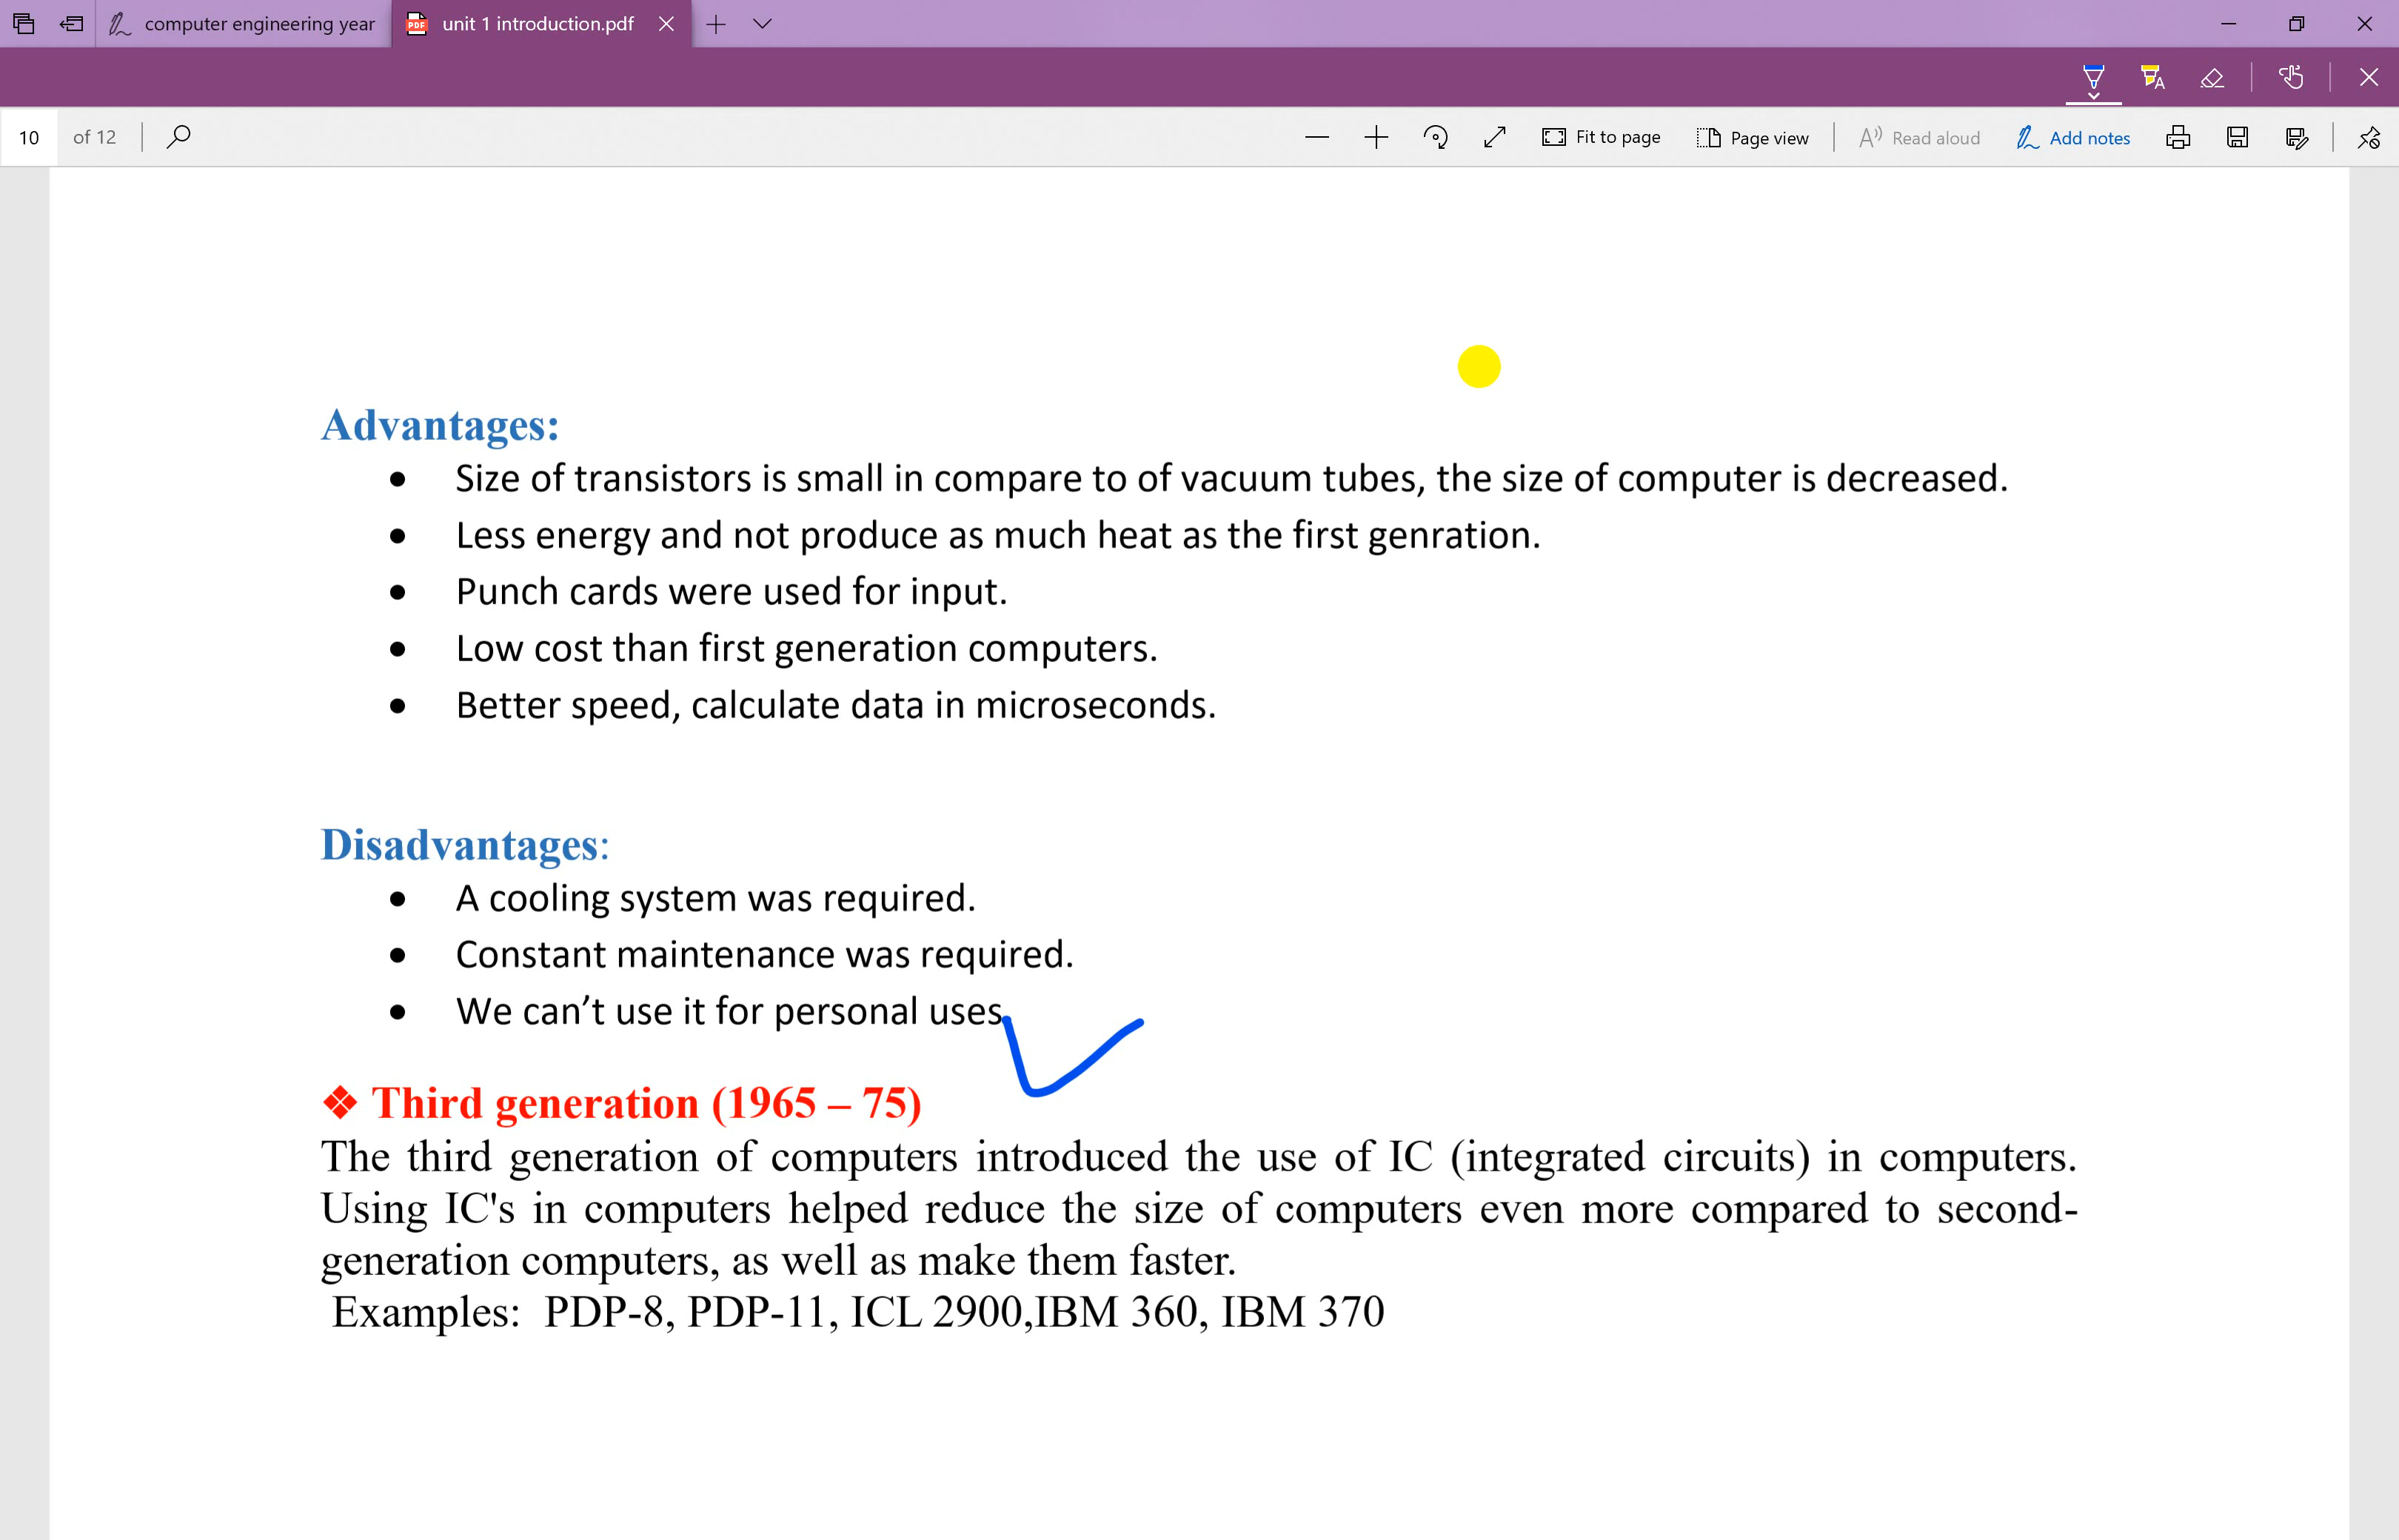 computer engineering year
unit 1 introduction.pdf
10 of 12
Fit to page
Page view
Read aloud
Add notes
Advantages:
• Size of transistors is small in compare to of vacuum tubes, the size of computer is decreased.
• Less energy and not produce as much heat as the first genration.
• Punch cards were used for input.
• Low cost than first generation computers.
• Better speed, calculate data in microseconds.
Disadvantages:
• A cooling system was required.
• Constant maintenance was required.
• We can’t use it for personal uses
❖ Third generation (1965 – 75)
The third generation of computers introduced the use of IC (integrated circuits) in computers.
Using IC's in computers helped reduce the size of computers even more compared to second-
generation computers, as well as make them faster.
Examples: PDP-8, PDP-11, ICL 2900,IBM 360, IBM 370